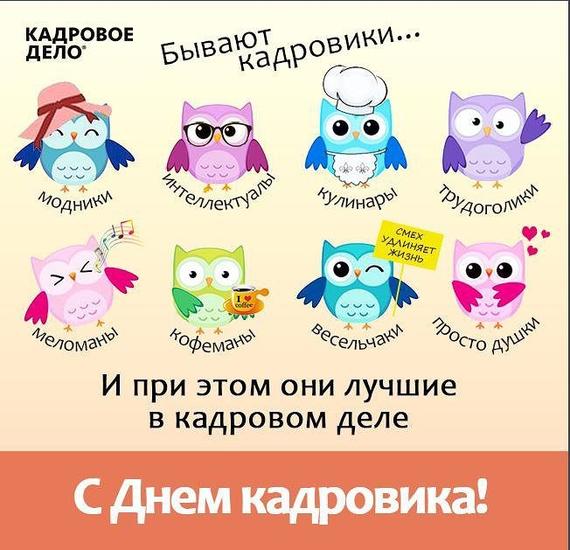 КАДРОВОЕ
ДЕЛО®
Бывают
кадровики...
модники
интеллектуалы
кулинары
трудоголики
СМЕХ
УДЛИНЯЕТ
ЖИЗНЬ
I ♥
coffee
меломаны
кофеманы
весельчаки
просто душки
И при этом они лучшие
в кадровом деле
С Днем кадровика!